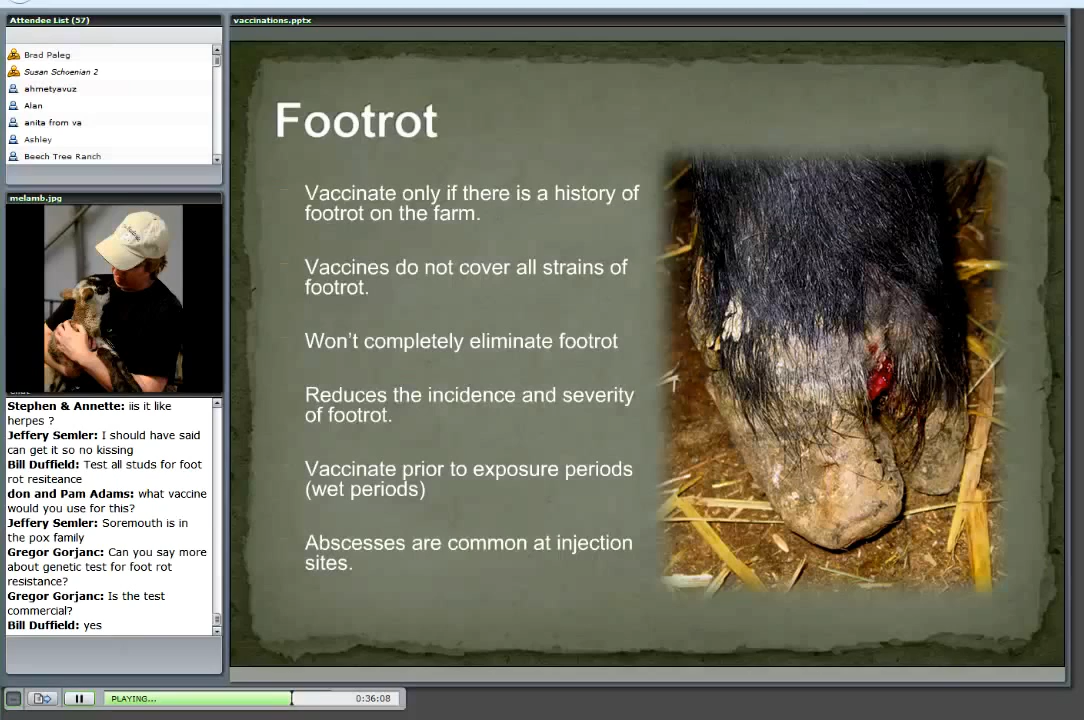 Attendee List (57)
Brad Paleg
Susan Schoenian 2
ahmetyavuz
Alan
anita from va
Ashley
Beech Tree Ranch
melamb.jpg
Stephen & Annette: iis it like
herpes ?
Jeffery Semler: I should have said
can get it so no kissing
Bill Duffield: Test all studs for foot
rot resiteance
don and Pam Adams: what vaccine
would you use for this?
Jeffery Semler: Soremouth is in
the pox family
Gregor Gorjanc: Can you say more
about genetic test for foot rot
resistance?
Gregor Gorjanc: Is the test
commercial?
Bill Duffield: yes
vaccinations.pptx
Footrot
Vaccinate only if there is a history of
footrot on the farm.
Vaccines do not cover all strains of
footrot.
Won't completely eliminate footrot
Reduces the incidence and severity
of footrot.
Vaccinate prior to exposure periods
(wet periods)
Abscesses are common at injection
sites.
PLAYING...
0:36:08